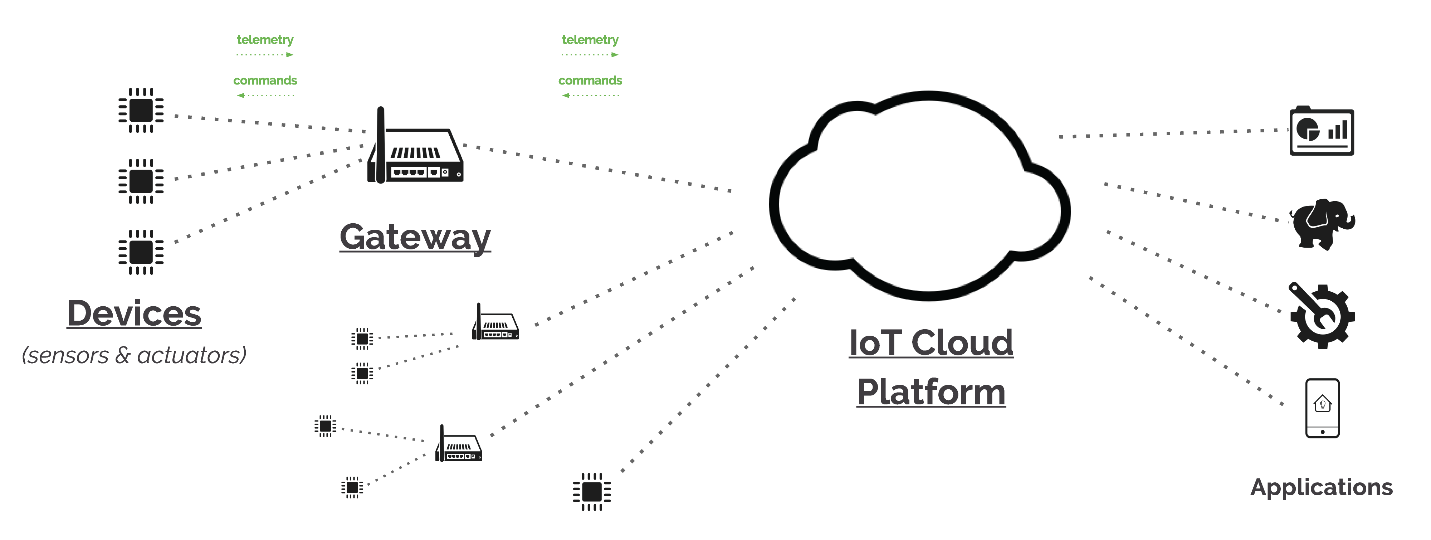 telemetry
commands
telemetry
commands
Gateway
Devices
(sensors & actuators)
IoT Cloud
Platform
Applications